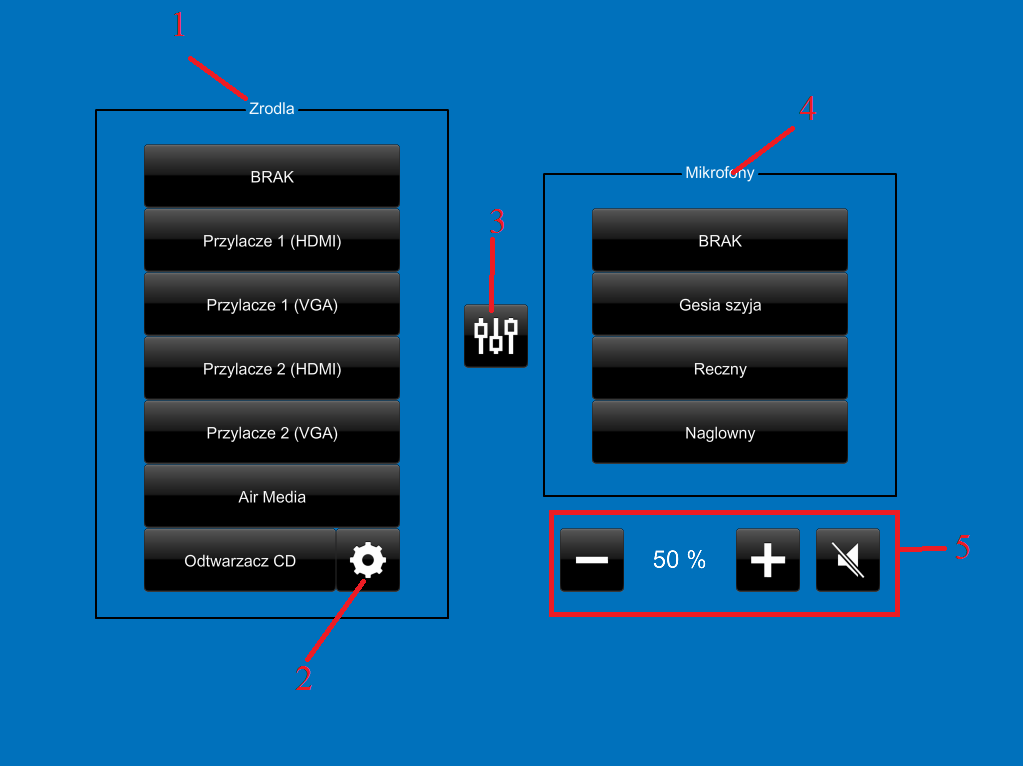 1
Zrodla
BRAK
Przylacze 1 (HDMI)
Przylacze 1 (VGA)
Przylacze 2 (HDMI)
Przylacze 2 (VGA)
Air Media
Odtwarzacz CD
2
3
4
Mikrofony
BRAK
Gesia szyja
Reczny
Naglowny
50 %
5